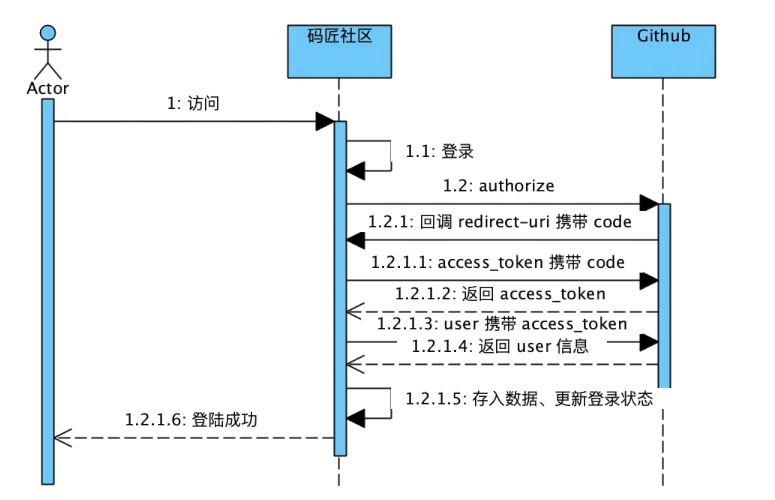 码匠社区
Github
Actor
1: 访问
1.1: 登录
1.2: authorize
1.2.1: 回调 redirect-uri 携带 code
1.2.1.1: access_token 携带 code
1.2.1.2: 返回 access_token
1.2.1.3: user 携带 access_token
1.2.1.4: 返回 user 信息
1.2.1.5: 存入数据、更新登录状态
1.2.1.6: 登陆成功